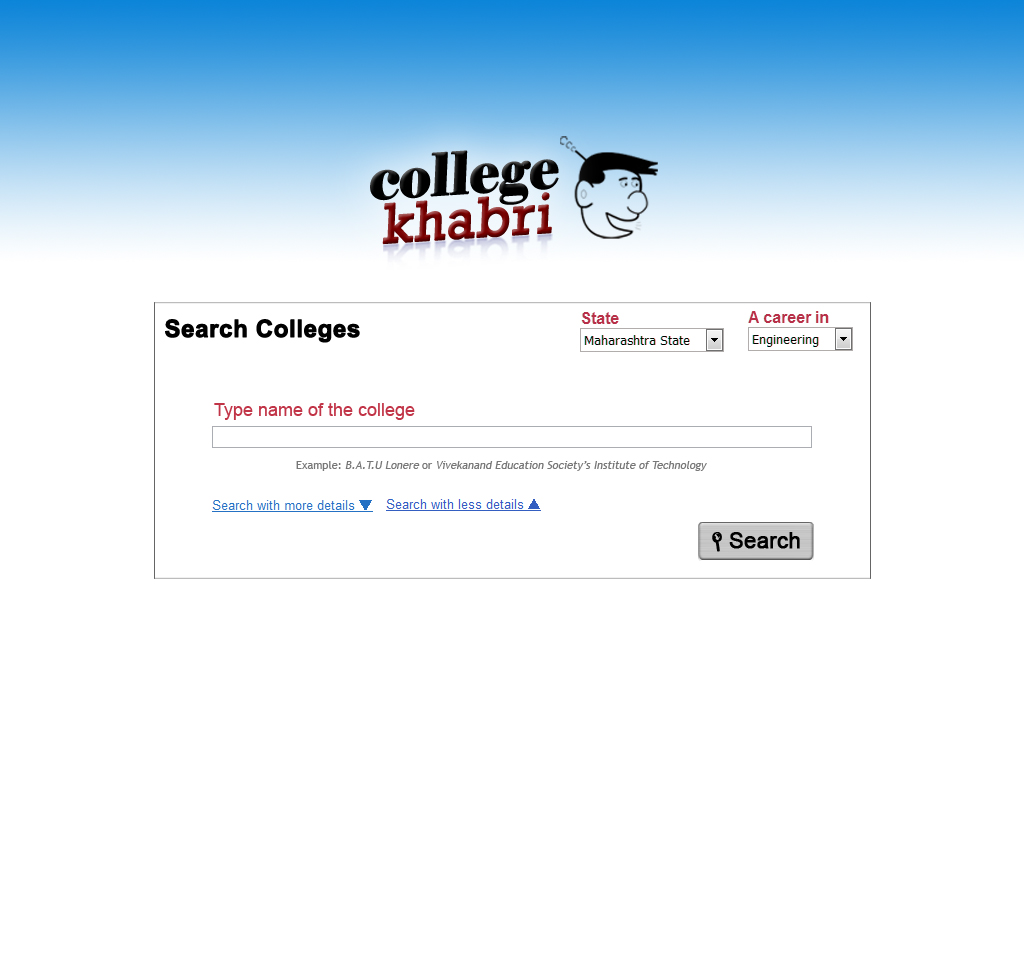 Ccc
college
khabri
Search Colleges
State
A career in
Maharashtra State
Engineering
Type name of the college
Example: B.A.T.U Lonere or Vivekanand Education Society's Institute of Technology
Search with more details ▼
Search with less details ▲
Search